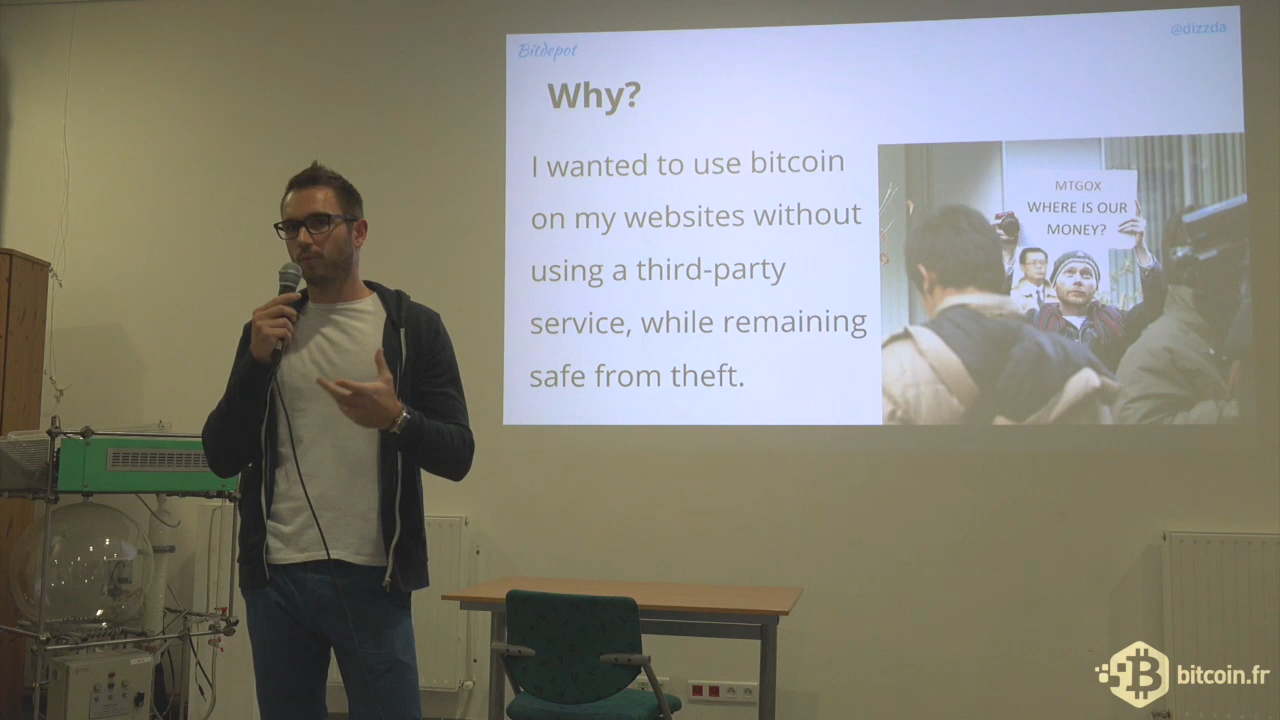 Bitdepot
@dizzda
Why?
I wanted to use bitcoin
on my websites without
using a third-party
service, while remaining
safe from theft.
MTGOX
WHERE IS OUR
MONEY?
bitcoin.fr